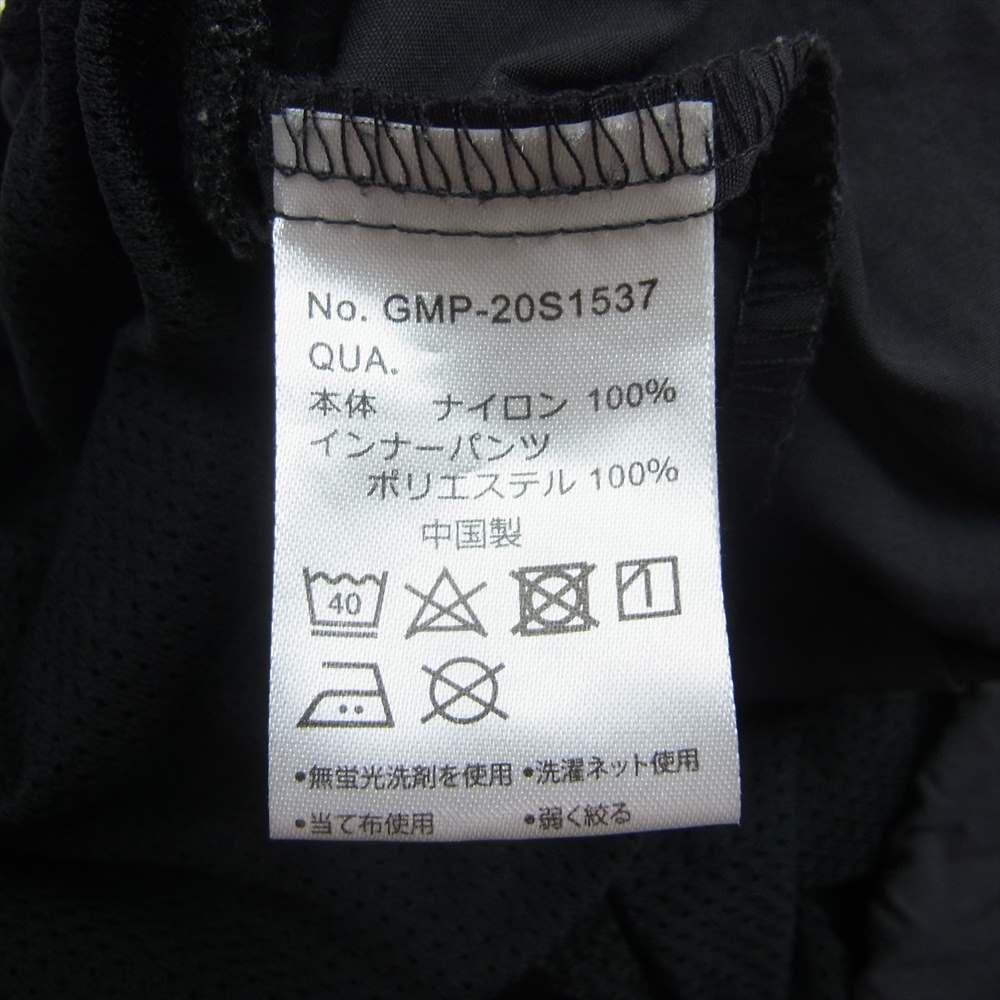 No. GMP-20S1537
QUA.
本体 ナイロン 100%
インナーパンツ
ポリエステル 100%
中国製
40
•無蛍光洗剤を使用 •洗濯ネット使用
•当て布使用 •弱く絞る